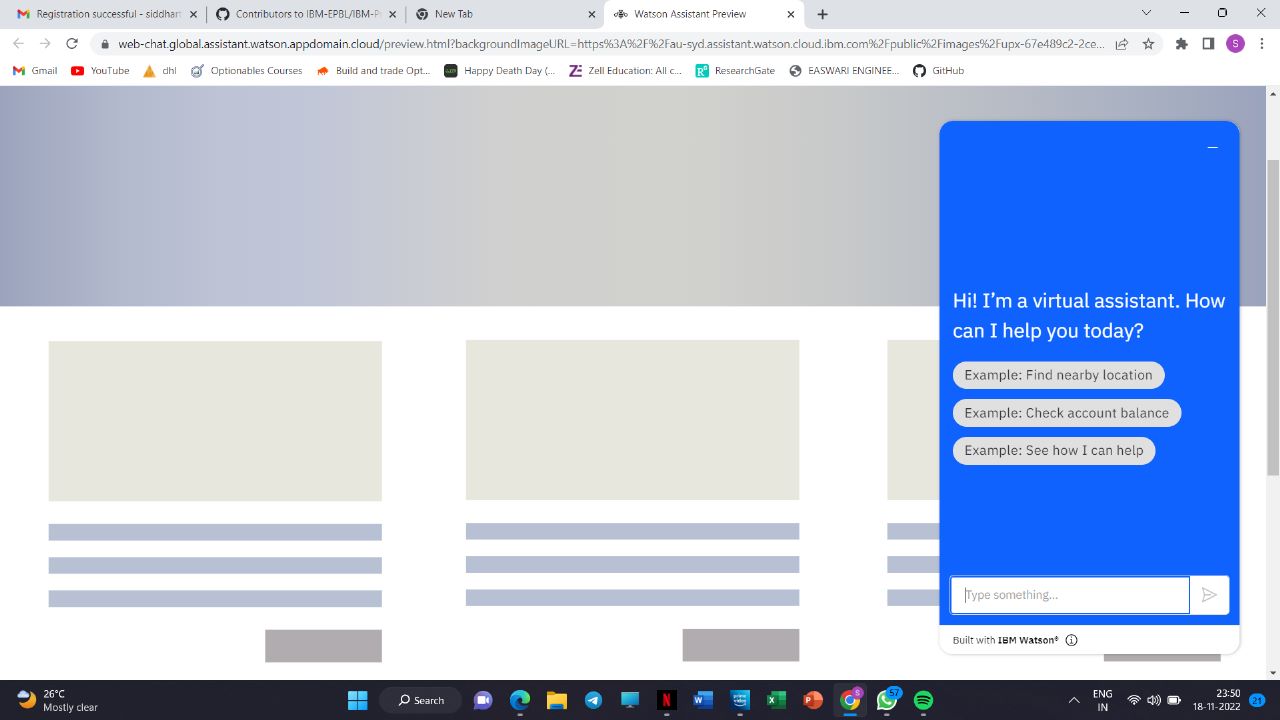 Registration successful - siddhart
Contributors to IBM-EPBL/IBM-Pr
New Tab
Watson Assistant Preview
web-chat.global.assistant.watson.appdomain.cloud/preview.html?backgroundImageURL=https%3A%2F%2Fau-syd.assistant.watson.cloud.ibm.com%2Fpublic%2Fimages%2Fupx-67e489c2-2ce...
S
Gmail
YouTube
dhl
Optionables Courses
Build and trade Opt...
Happy Death Day (...
Zell Education: All c...
ResearchGate
EASWARI ENGINEE...
GitHub
Hi! I’m a virtual assistant. How
can I help you today?
Example: Find nearby location
Example: Check account balance
Example: See how I can help
Type something...
Built with IBM Watson®
26°C
Mostly clear
Search
57
ENG
IN
23:50
18-11-2022
21